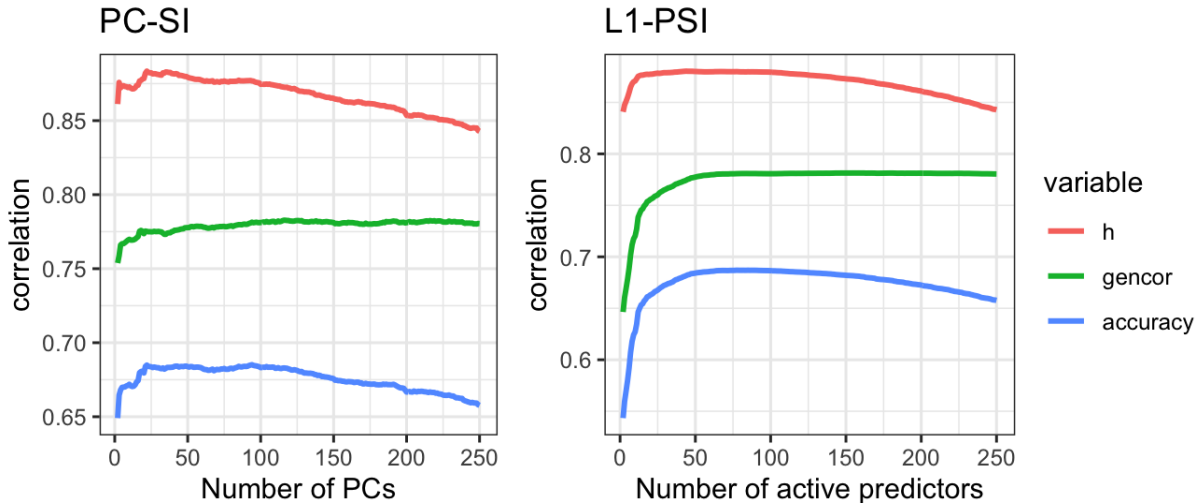 PC-SI
correlation
0.85
0.80
0.75
0.70
0.65
0 50 100 150 200 250
Number of PCs
L1-PSI
correlation
0.8
0.7
0.6
0 50 100 150 200 250
Number of active predictors
variable
h
gencor
accuracy